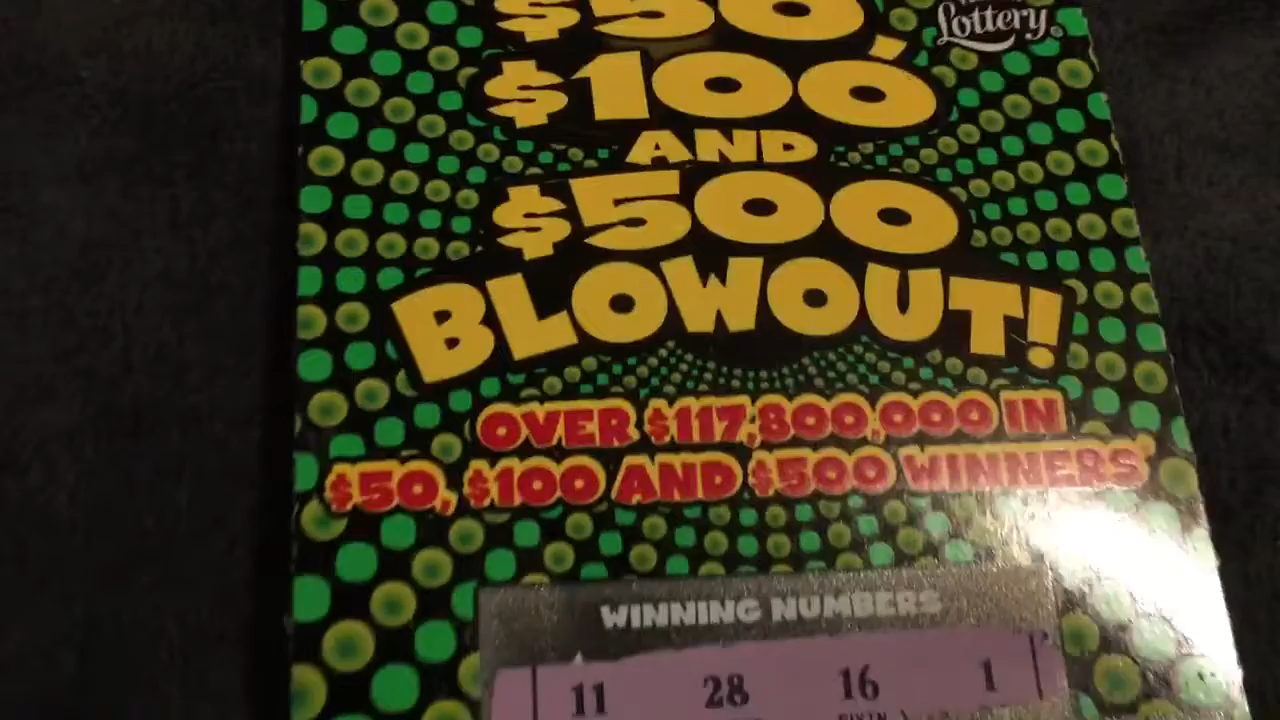 $50,
Lottery
$100
AND
$500
BLOWOUT!
OVER $117,800,000 IN
$50, $100 AND $500 WINNERS
WINNING NUMBERS
11 28 16 1